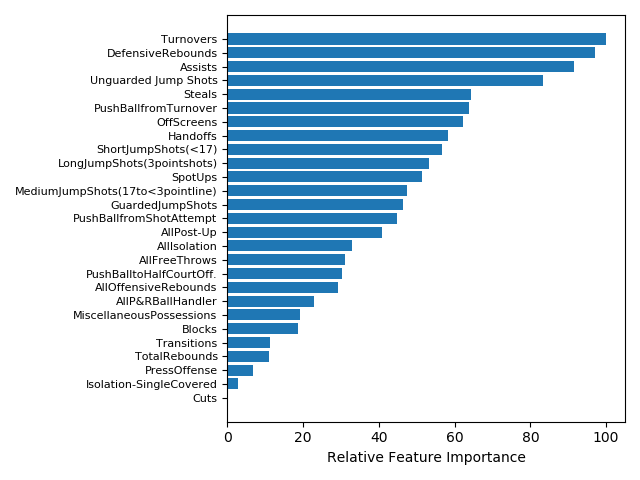 Turnovers
DefensiveRebounds
Assists
Unguarded Jump Shots
Steals
PushBallfromTurnover
OffScreens
Handoffs
ShortJumpShots(<17)
LongJumpShots(3pointshots)
SpotUps
MediumJumpShots(17to<3pointline)
GuardedJumpShots
PushBallfromShotAttempt
AllPost-Up
AllIsolation
AllFreeThrows
PushBalltoHalfCourtOff.
AllOffensiveRebounds
AllP&RBallHandler
MiscellaneousPossessions
Blocks
Transitions
TotalRebounds
PressOffense
Isolation-SingleCovered
Cuts
0 20 40 60 80 100
Relative Feature Importance